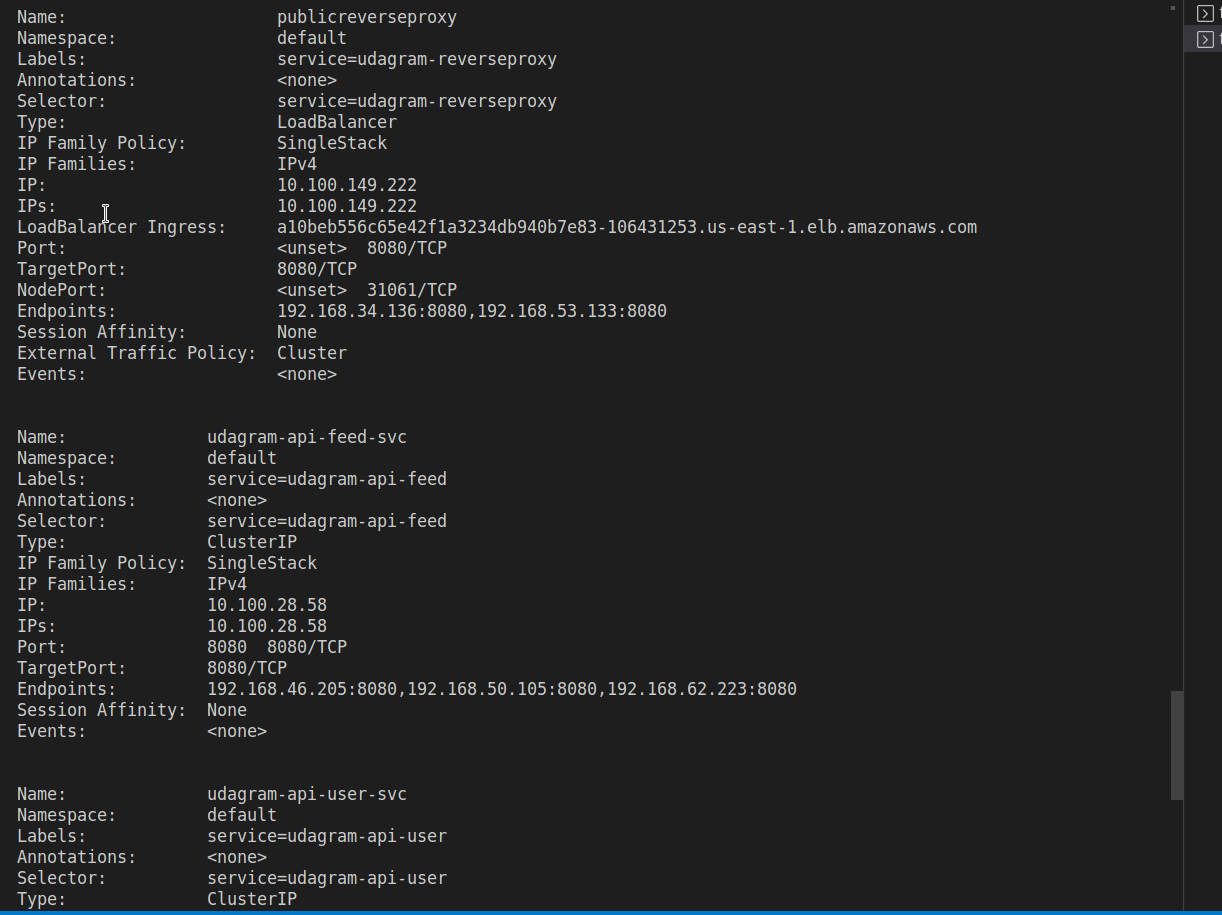 Name:                     publicreverseproxy
Namespace:                default
Labels:                   service=udagram-reverseproxy
Annotations:              <none>
Selector:                 service=udagram-reverseproxy
Type:                     LoadBalancer
IP Family Policy:         SingleStack
IP Families:              IPv4
IP:                       10.100.149.222
IPs:                      10.100.149.222
LoadBalancer Ingress:     a10beb556c65e42f1a3234db940b7e83-106431253.us-east-1.elb.amazonaws.com
Port:                     <unset>  8080/TCP
TargetPort:               8080/TCP
NodePort:                 <unset>  31061/TCP
Endpoints:                192.168.34.136:8080,192.168.53.133:8080
Session Affinity:         None
External Traffic Policy:  Cluster
Events:                   <none>
Name:              udagram-api-feed-svc
Namespace:         default
Labels:            service=udagram-api-feed
Annotations:       <none>
Selector:          service=udagram-api-feed
Type:              ClusterIP
IP Family Policy:  SingleStack
IP Families:       IPv4
IP:                10.100.28.58
IPs:               10.100.28.58
Port:              8080  8080/TCP
TargetPort:        8080/TCP
Endpoints:         192.168.46.205:8080,192.168.50.105:8080,192.168.62.223:8080
Session Affinity:  None
Events:            <none>
Name:              udagram-api-user-svc
Namespace:         default
Labels:            service=udagram-api-user
Annotations:       <none>
Selector:          service=udagram-api-user
Type:              ClusterIP